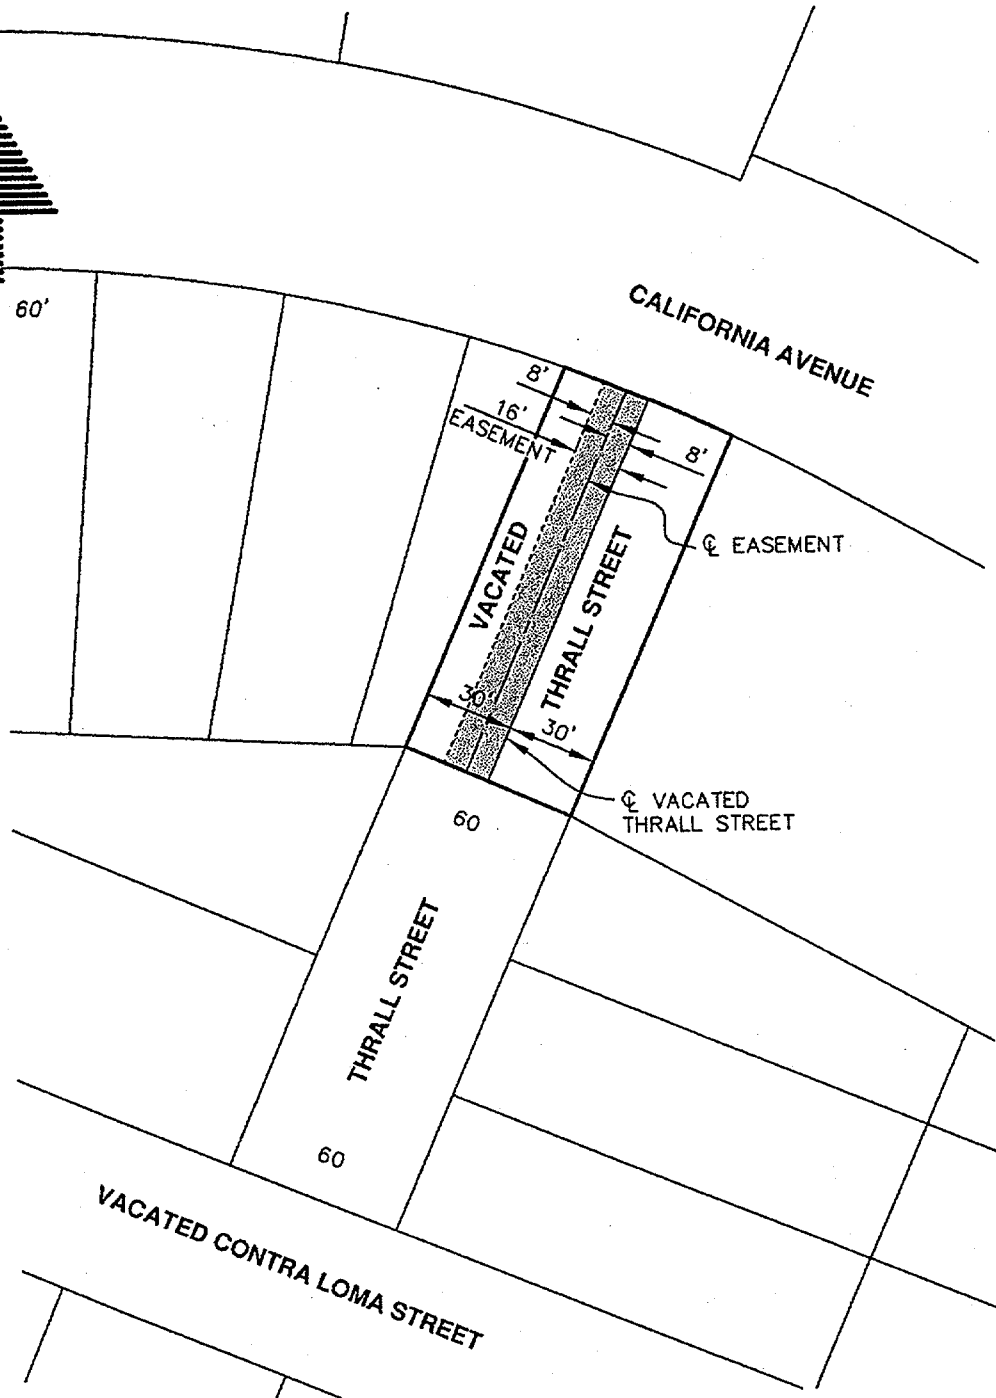 60'
CALIFORNIA AVENUE
8'
16'
EASEMENT
8'
VACATED
THRALL STREET
℄ EASEMENT
30'
30'
℄ VACATED
THRALL STREET
60
THRALL STREET
60
VACATED CONTRA LOMA STREET